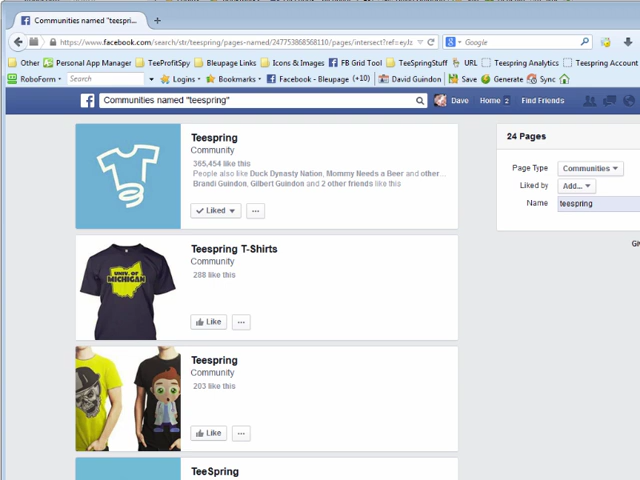 Communities named "teespri...
https://www.facebook.com/search/str/teespring/pages-named/247753868568110/pages/intersect?ref=eyJz
Google
Other
Personal App Manager
TeeProfitSpy
Bleupage Links
Icons & Images
FB Grid Tool
TeeSpringStuff
URL
Teespring Analytics
Teespring Account
RoboForm
Search
Logins
Bookmarks
Facebook - Bleupage (+10)
David Guindon
Save
Generate
Sync
Communities named "teespring"
Dave
Home 2
Find Friends
Teespring
Community
365,454 like this
People also like Duck Dynasty Nation, Mommy Needs a Beer and other...
Brandi Guindon, Gilbert Guindon and 2 other friends like this
Liked
Teespring T-Shirts
Community
288 like this
UNIV. OF
MICHIGAN
Like
Teespring
Community
203 like this
Like
TeeSpring
24 Pages
Page Type
Communities
Liked by
Add...
Name
teespring